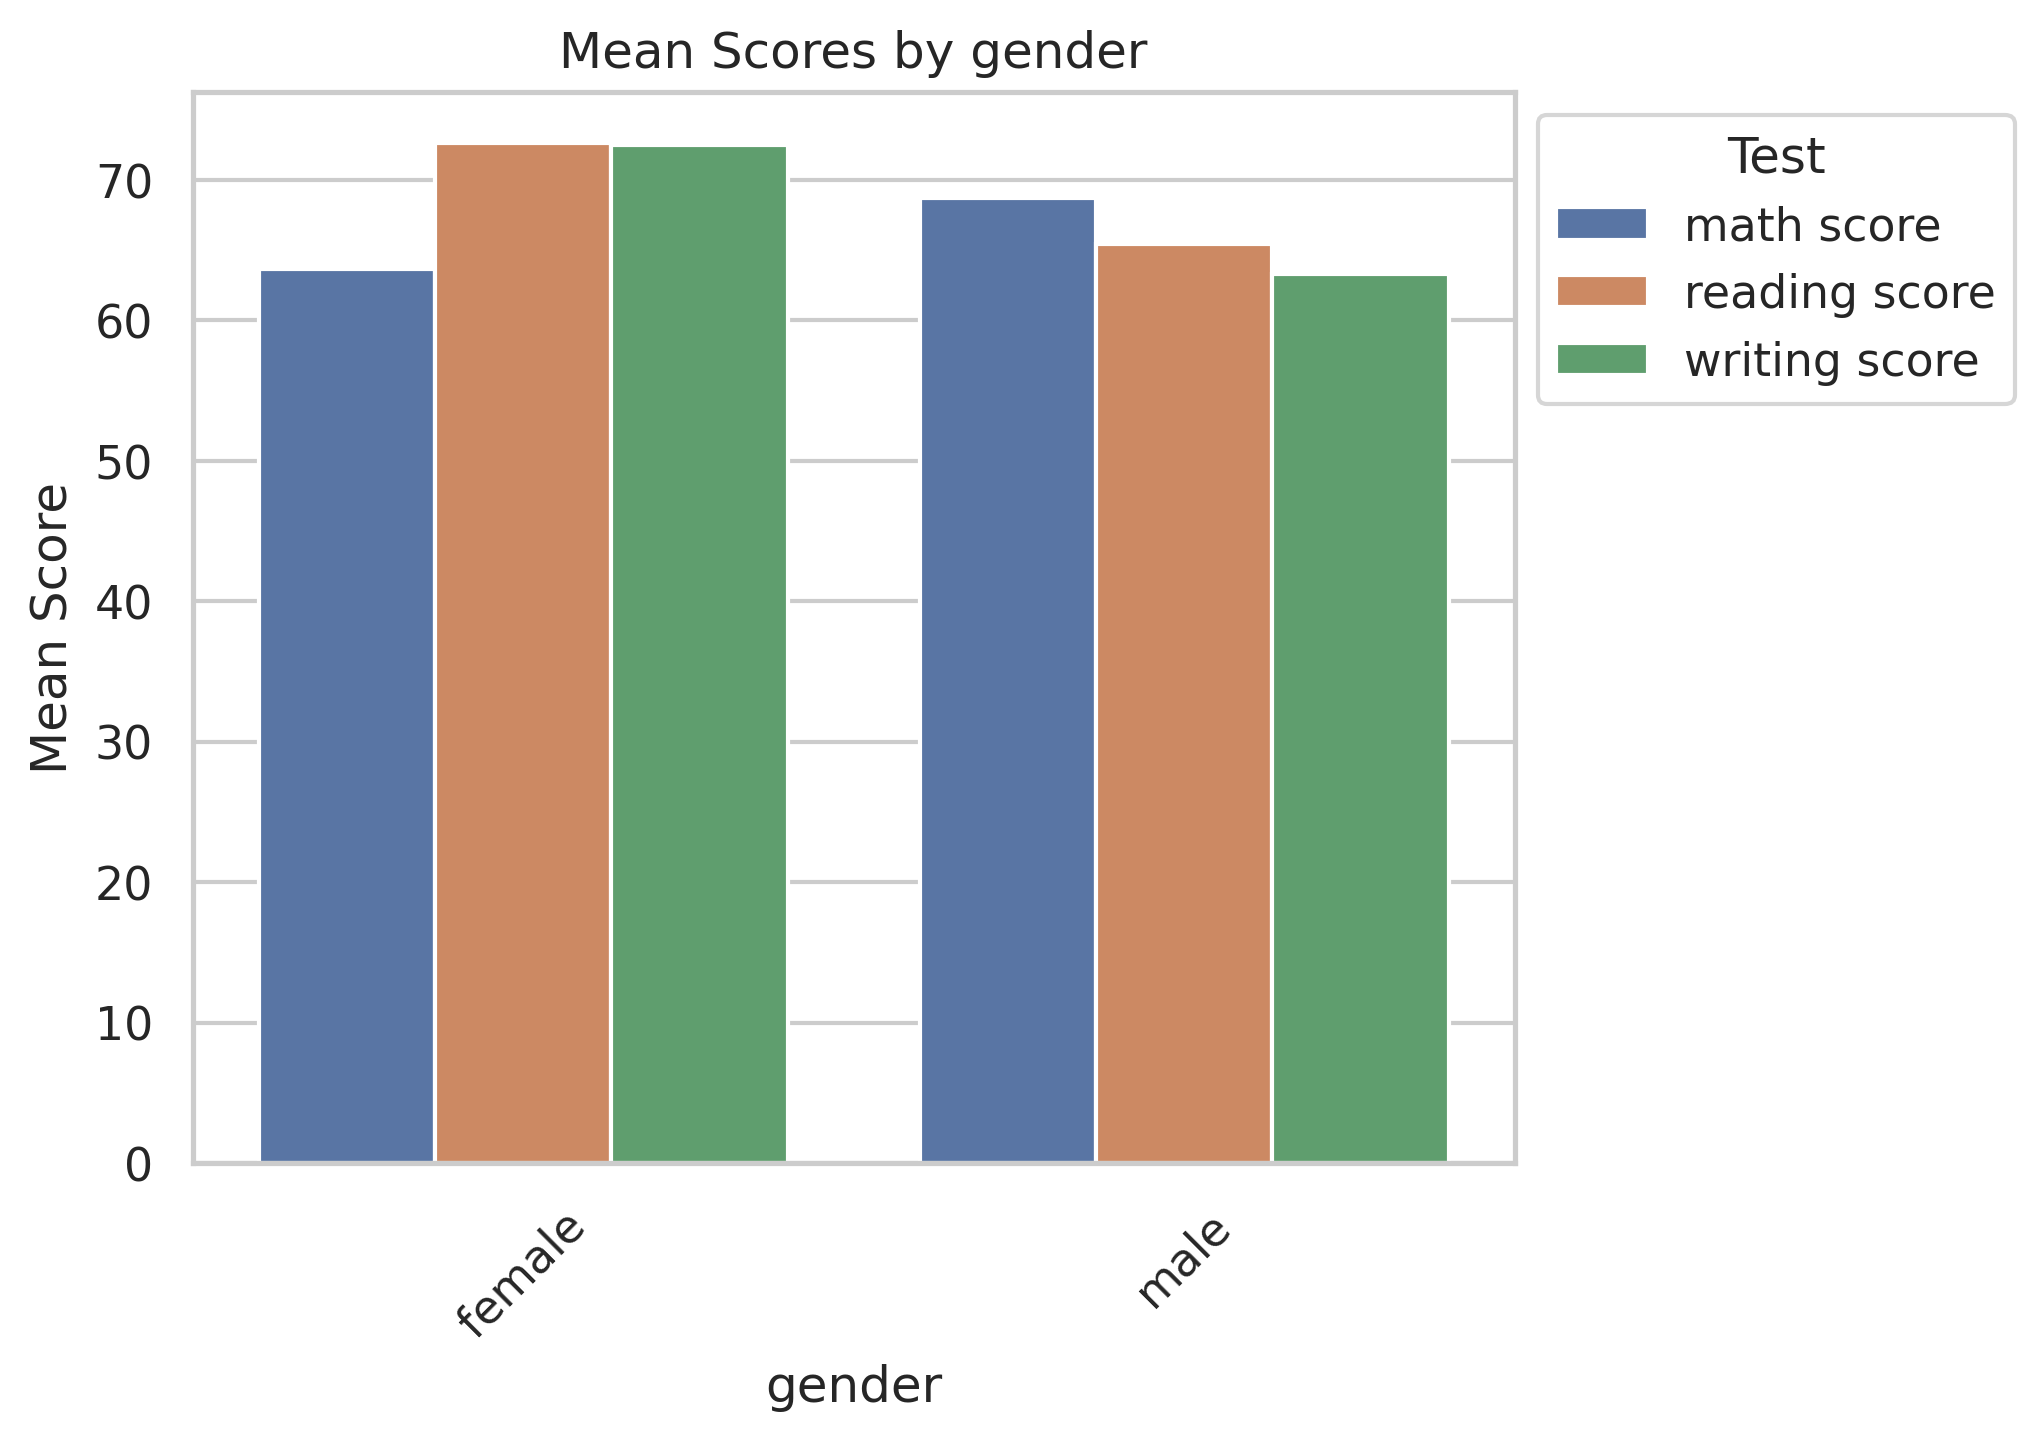 Mean Scores by gender
Mean Score
70
60
50
40
30
20
10
0
female
male
gender
Test
math score
reading score
writing score